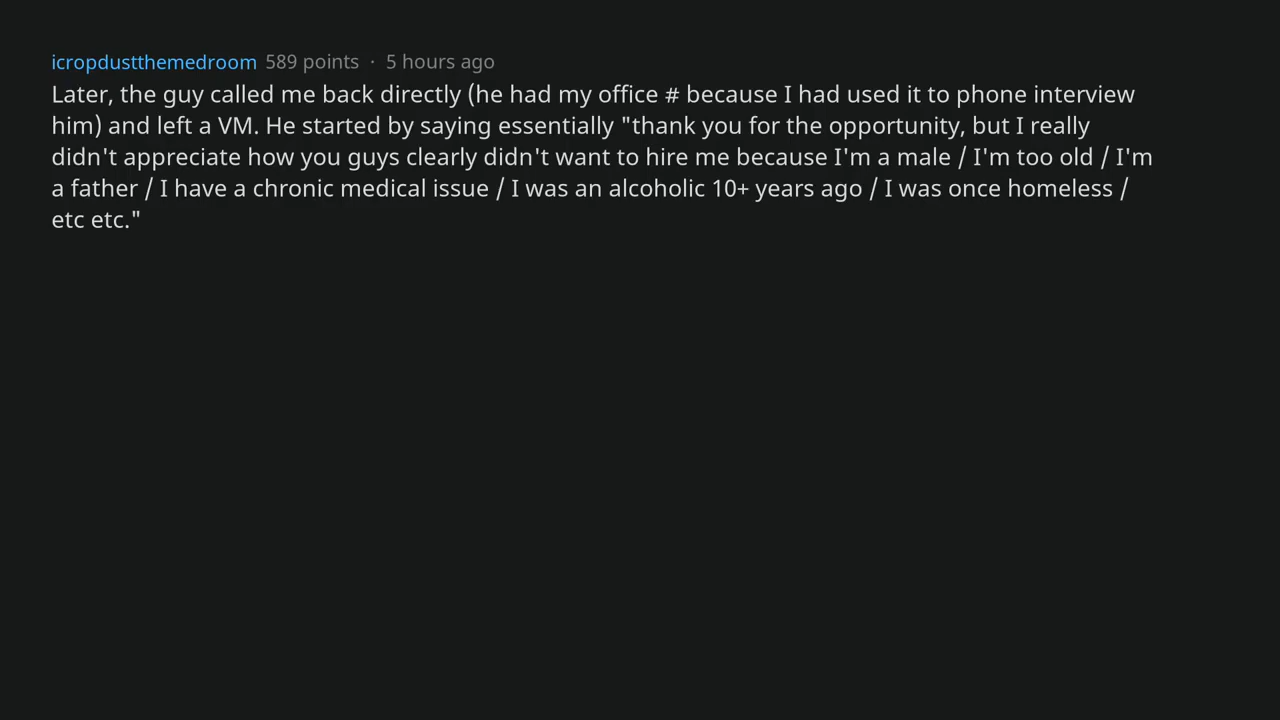 icropdustthemedroom 589 points · 5 hours ago
Later, the guy called me back directly (he had my office # because I had used it to phone interview
him) and left a VM. He started by saying essentially "thank you for the opportunity, but I really
didn't appreciate how you guys clearly didn't want to hire me because I'm a male / I'm too old / I'm
a father / I have a chronic medical issue / I was an alcoholic 10+ years ago / I was once homeless /
etc etc."